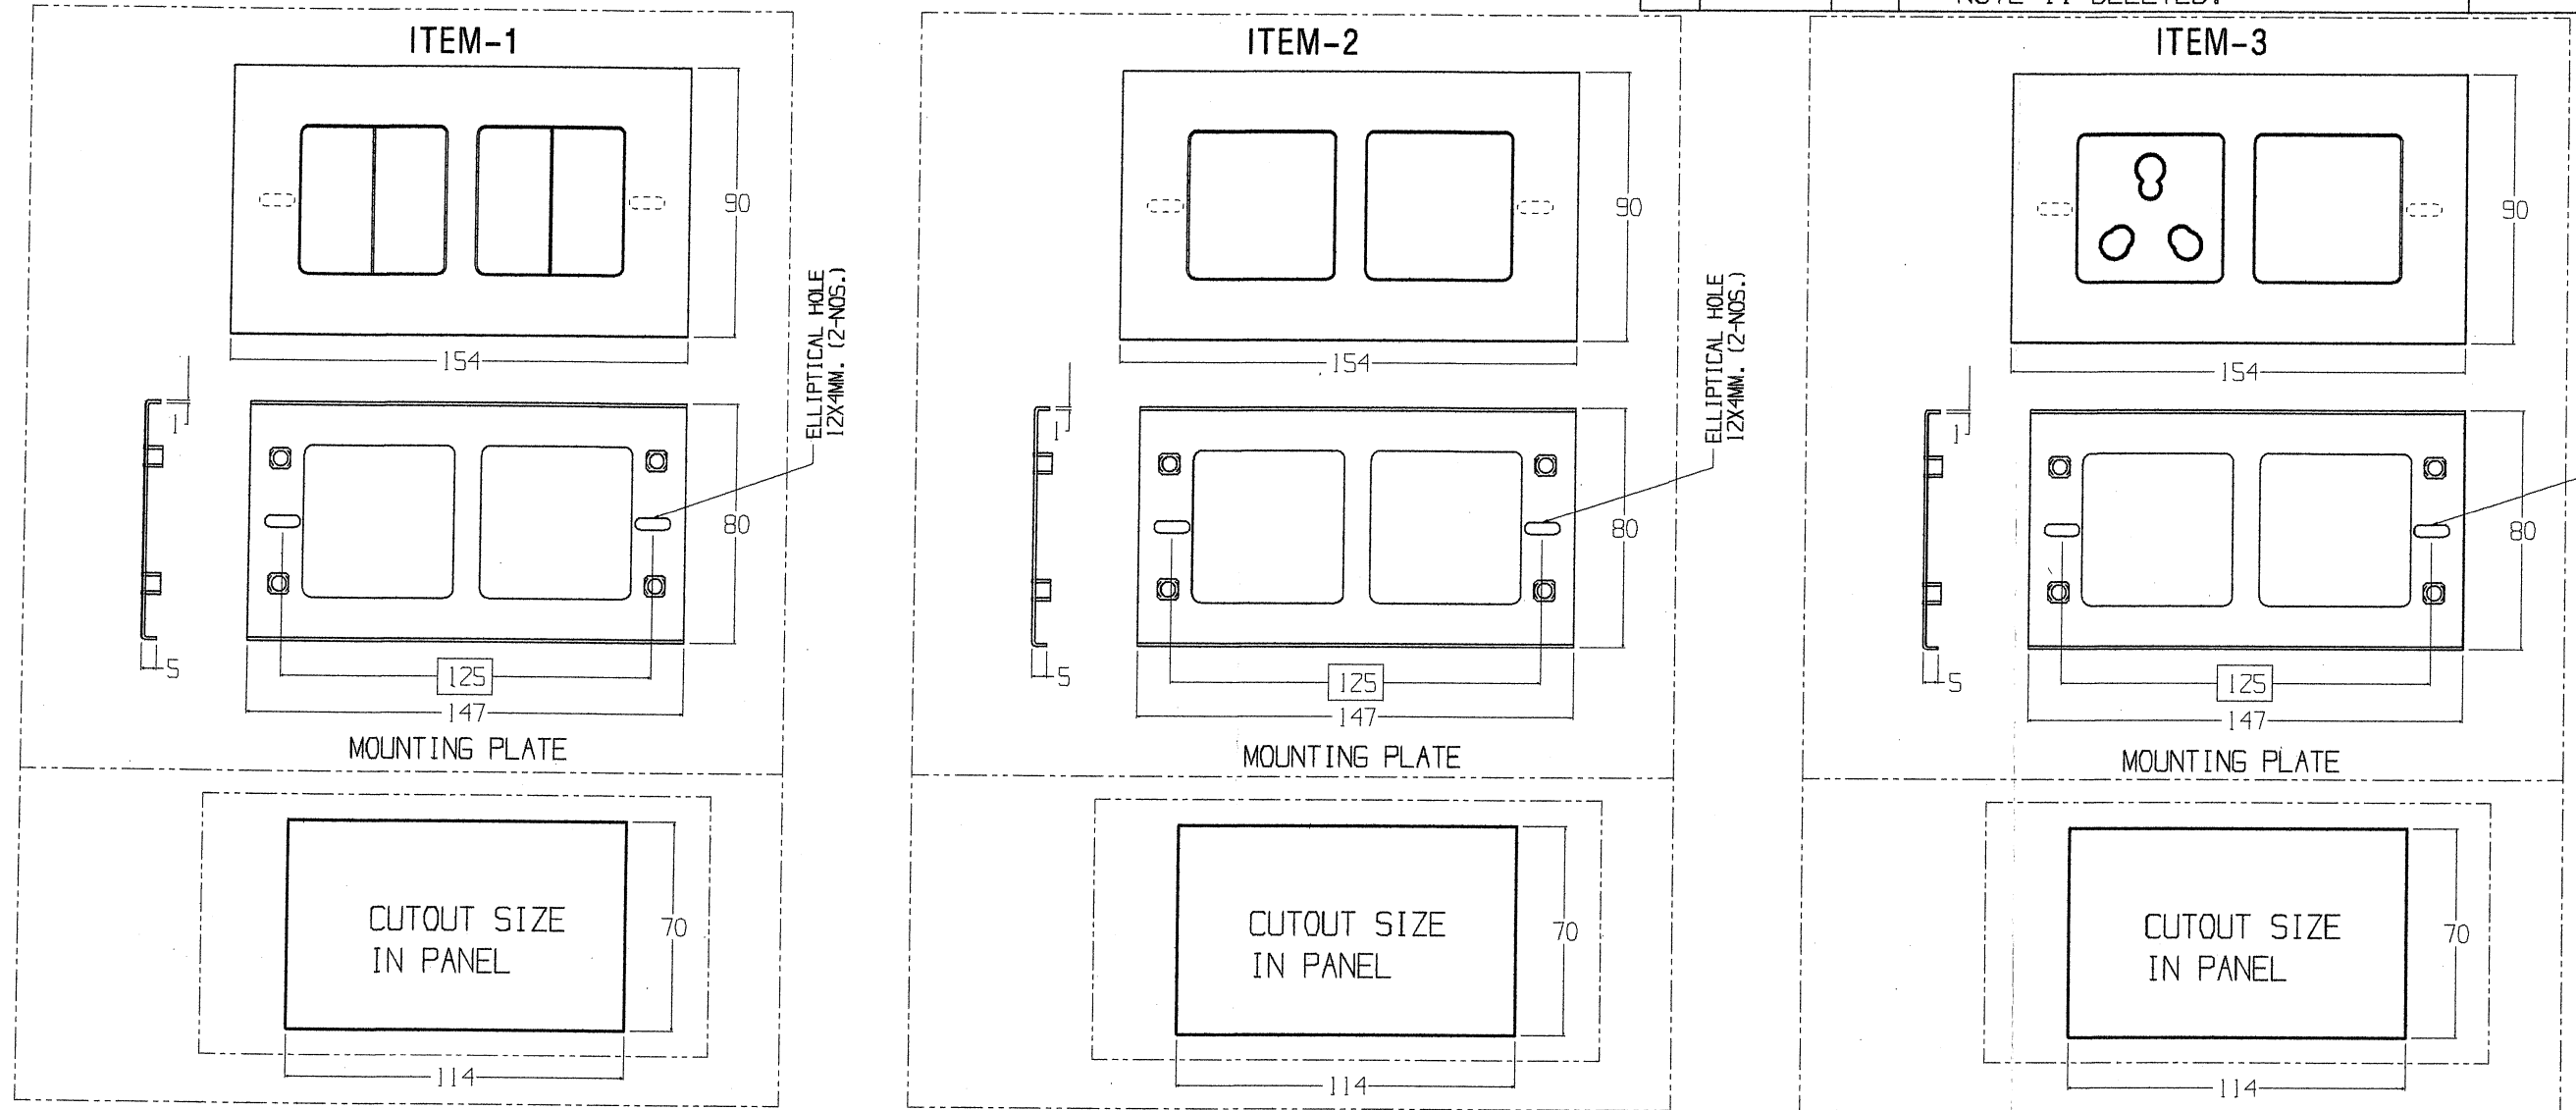 NOTE 11 DELETED.
ITEM-1
90
154
ELLIPTICAL HOLE
12X4MM. (2-NOS.)
1
80
5
125
147
MOUNTING PLATE
CUTOUT SIZE
IN PANEL
70
114
ITEM-2
90
154
ELLIPTICAL HOLE
12X4MM. (2-NOS.)
1
80
5
125
147
MOUNTING PLATE
CUTOUT SIZE
IN PANEL
70
114
ITEM-3
90
154
1
80
5
125
147
MOUNTING PLATE
CUTOUT SIZE
IN PANEL
70
114